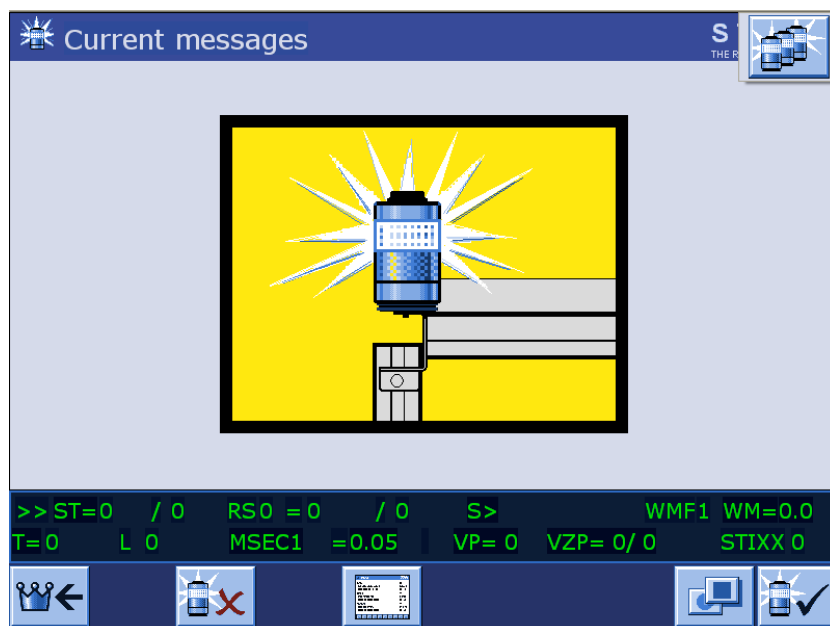 Current messages
S
THE R
>> ST=0 / 0 RS0 =0 / 0 S> WMF1 WM=0.0
T=0 L 0 MSEC1 =0.05 VP= 0 VZP= 0/ 0 STIXX 0